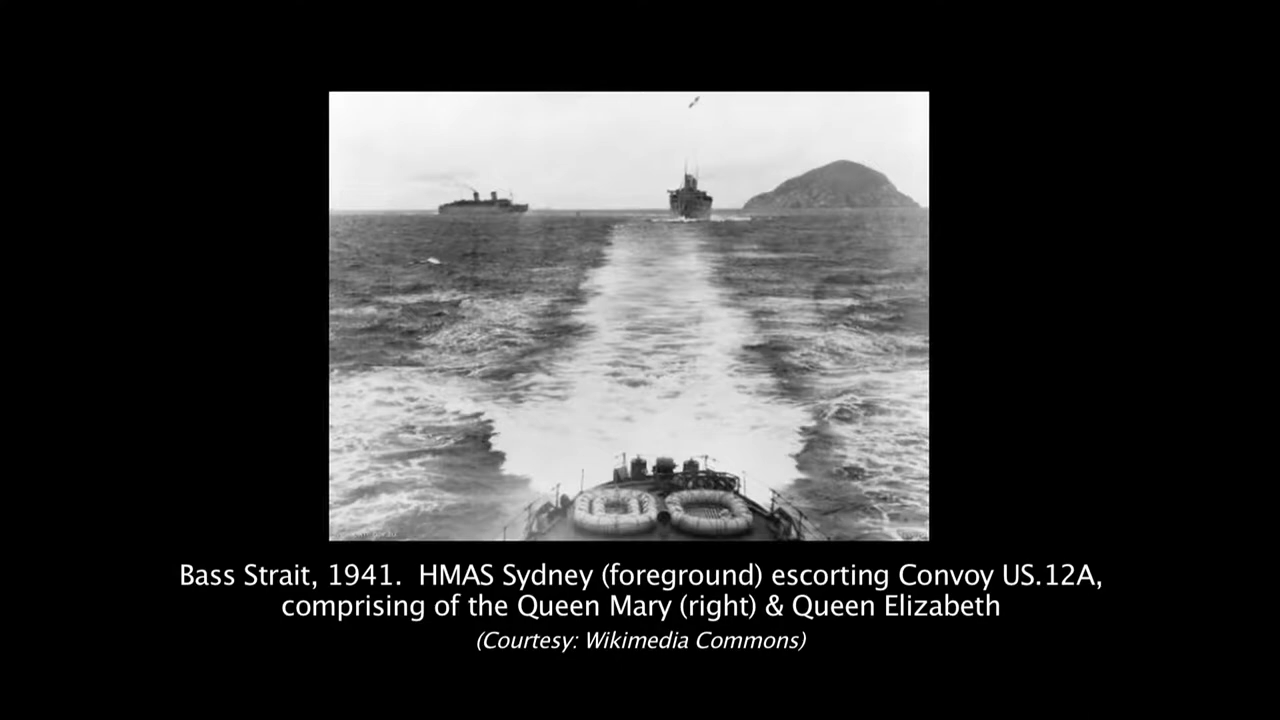 Bass Strait, 1941.  HMAS Sydney (foreground) escorting Convoy US.12A,
comprising of the Queen Mary (right) & Queen Elizabeth
(Courtesy: Wikimedia Commons)